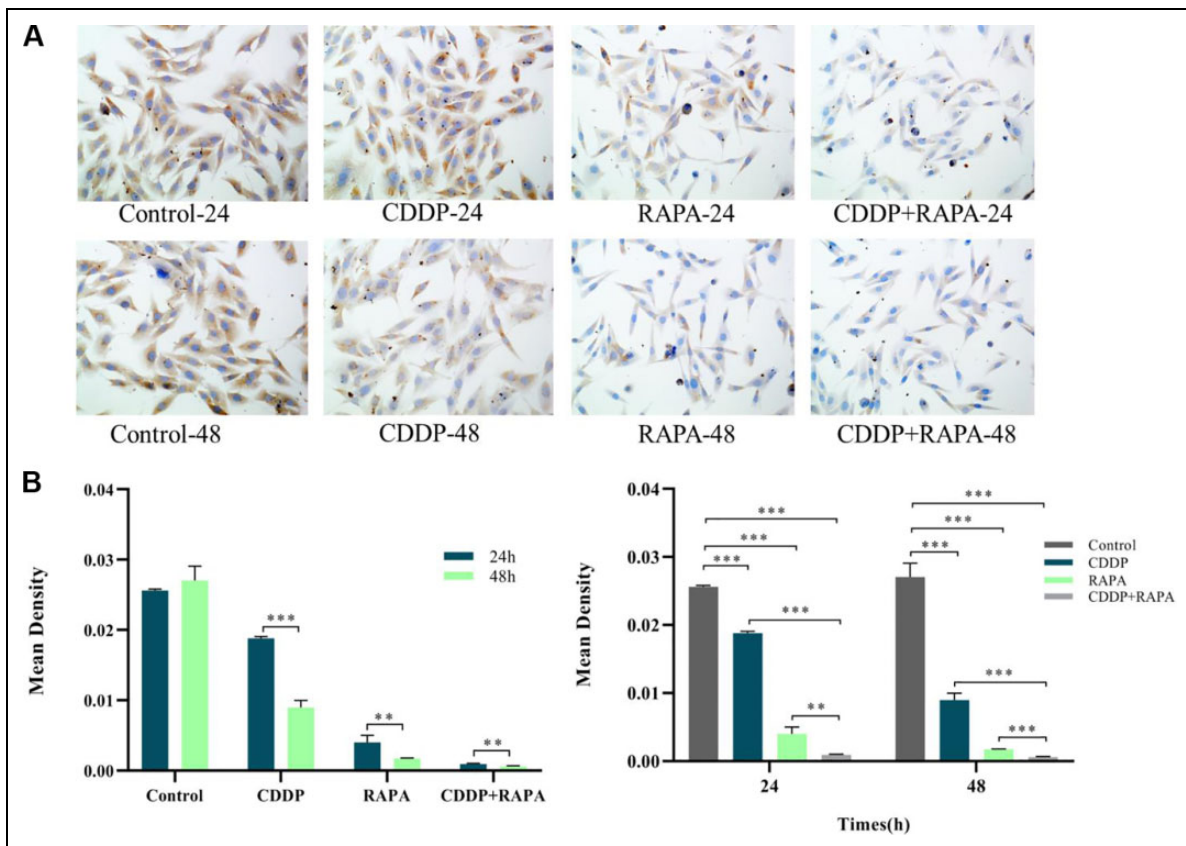 A
Control-24 CDDP-24 RAPA-24 CDDP+RAPA-24
Control-48 CDDP-48 RAPA-48 CDDP+RAPA-48
B
Mean Density
0.04
0.03
0.02
0.01
0.00
***
**
**
24h
48h
Control CDDP RAPA CDDP+RAPA
Mean Density
0.04
0.03
0.02
0.01
0.00
***
***
***
***
**
***
***
***
***
***
Control
CDDP
RAPA
CDDP+RAPA
24 48
Times(h)